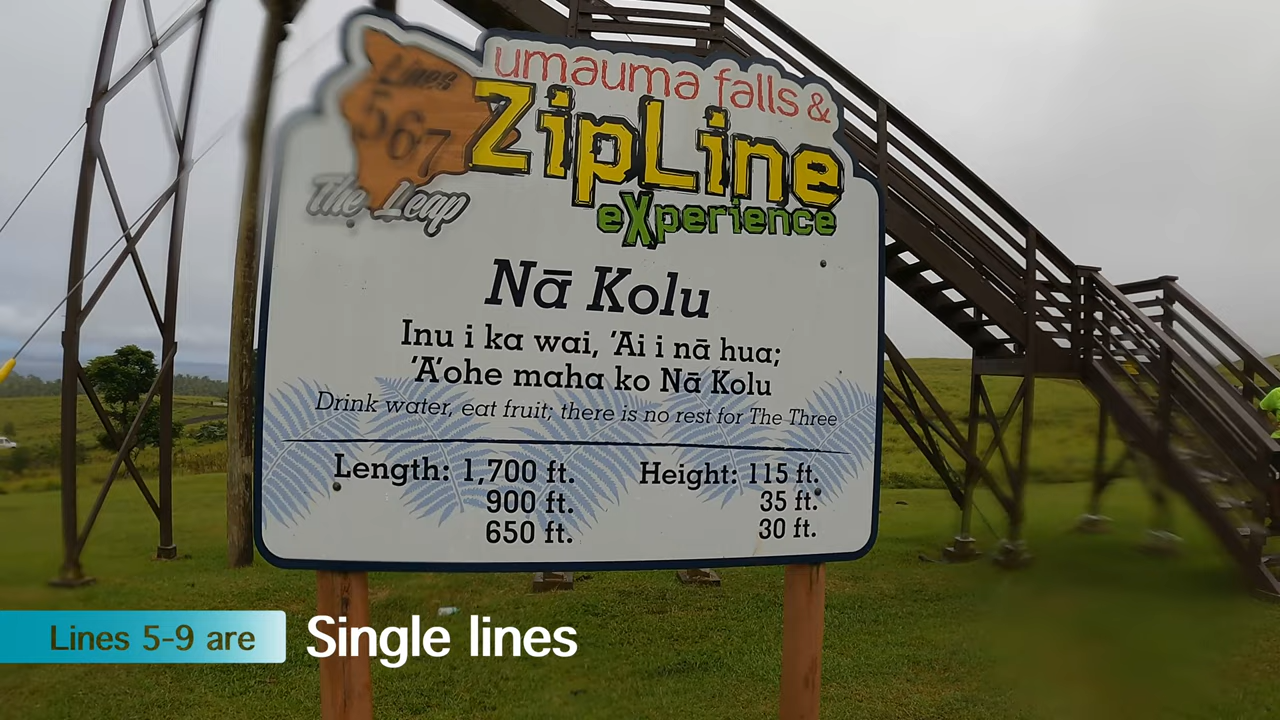 Lines
567
The Leap
umauma falls &
ZipLine
eXperience
Nā Kolu
Inu i ka wai, 'Ai i nā hua;
'A'ohe maha ko Nā Kolu
Drink water, eat fruit; there is no rest for The Three
Length: 1,700 ft. Height: 115 ft.
900 ft. 35 ft.
650 ft. 30 ft.
Lines 5-9 are Single lines